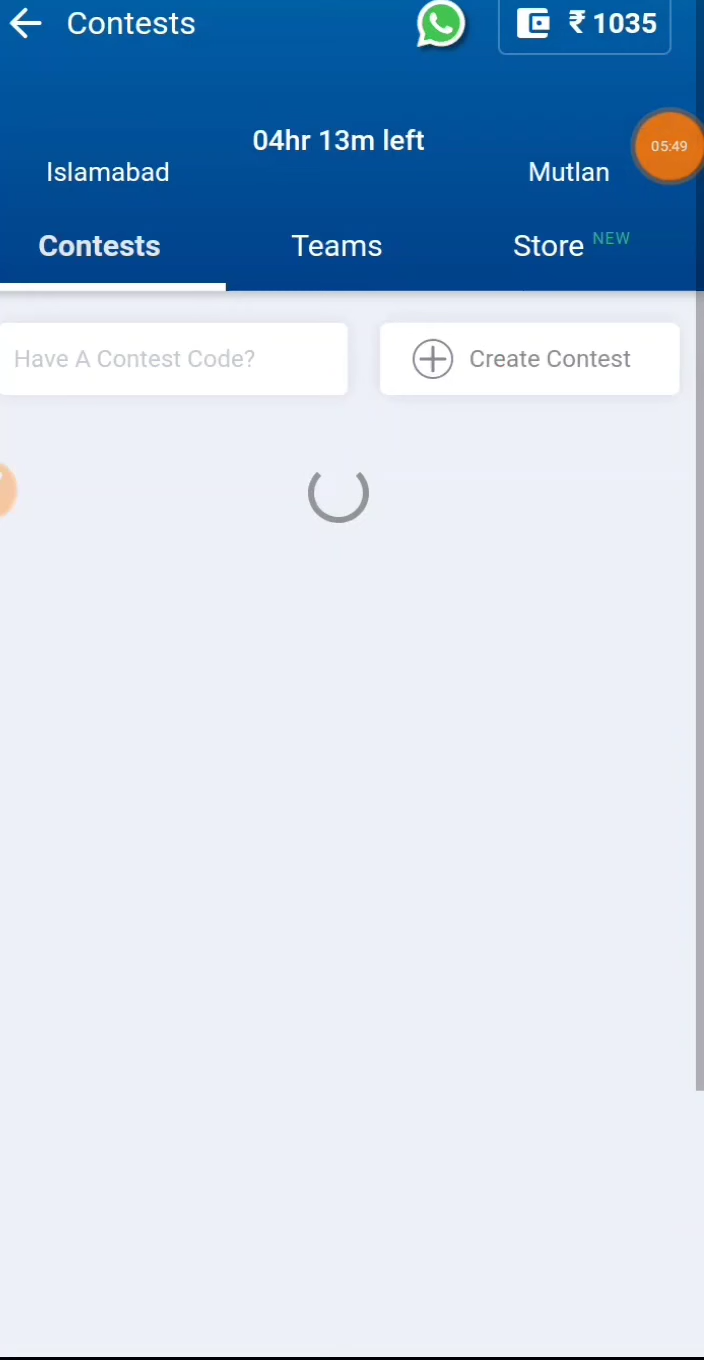 Contests
₹ 1035
04hr 13m left
05:49
Islamabad
Mutlan
Contests
Teams
Store NEW
Have A Contest Code?
Create Contest